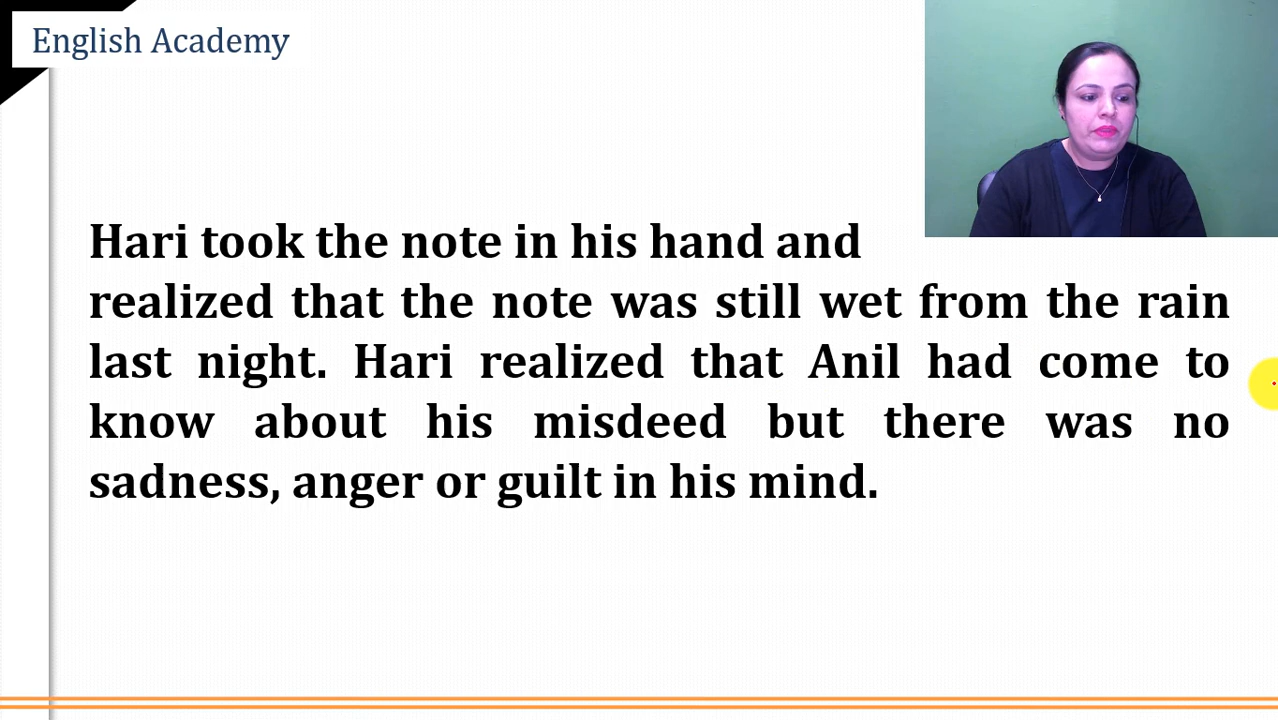 English Academy
Hari took the note in his hand and
realized that the note was still wet from the rain
last night. Hari realized that Anil had come to
know about his misdeed but there was no
sadness, anger or guilt in his mind.